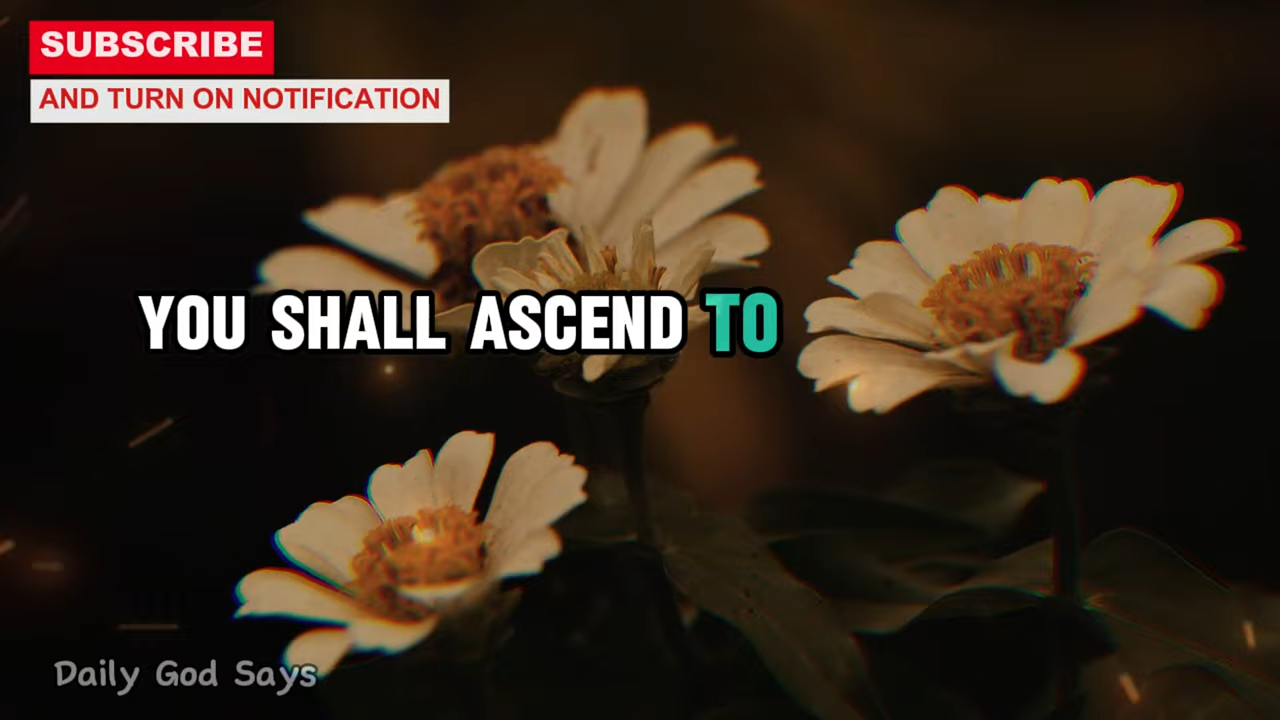 SUBSCRIBE
AND TURN ON NOTIFICATION
YOU SHALL ASCEND TO
Daily God Says